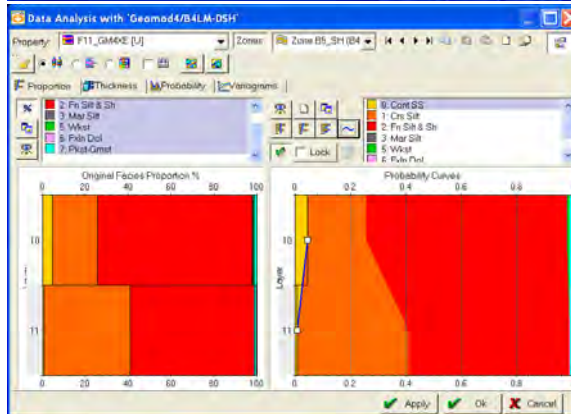 Data Analysis with 'Geomod4/B4LM-DSH'
Property: F11_GM4XE [U] Zones: Zone B5_SH (B4
Proportion Thickness Probability Variograms
2: Fn Silt & Sh
3: Mar Silt
5: Wkst
6: Fxln Dol
7: Pkst-Grnst
0: Cont SS
1: Crs Silt
2: Fn Silt & Sh
3: Mar Silt
5: Wkst
6: Fxln Dol
Lock
Original Facies Proportion %
0 20 40 60 80 100
10
11
0 20 40 60 80 100
Probability Curves
0 0.2 0.4 0.6 0.8
Layer
10
11
0 0.2 0.4 0.6 0.8
Apply Ok Cancel